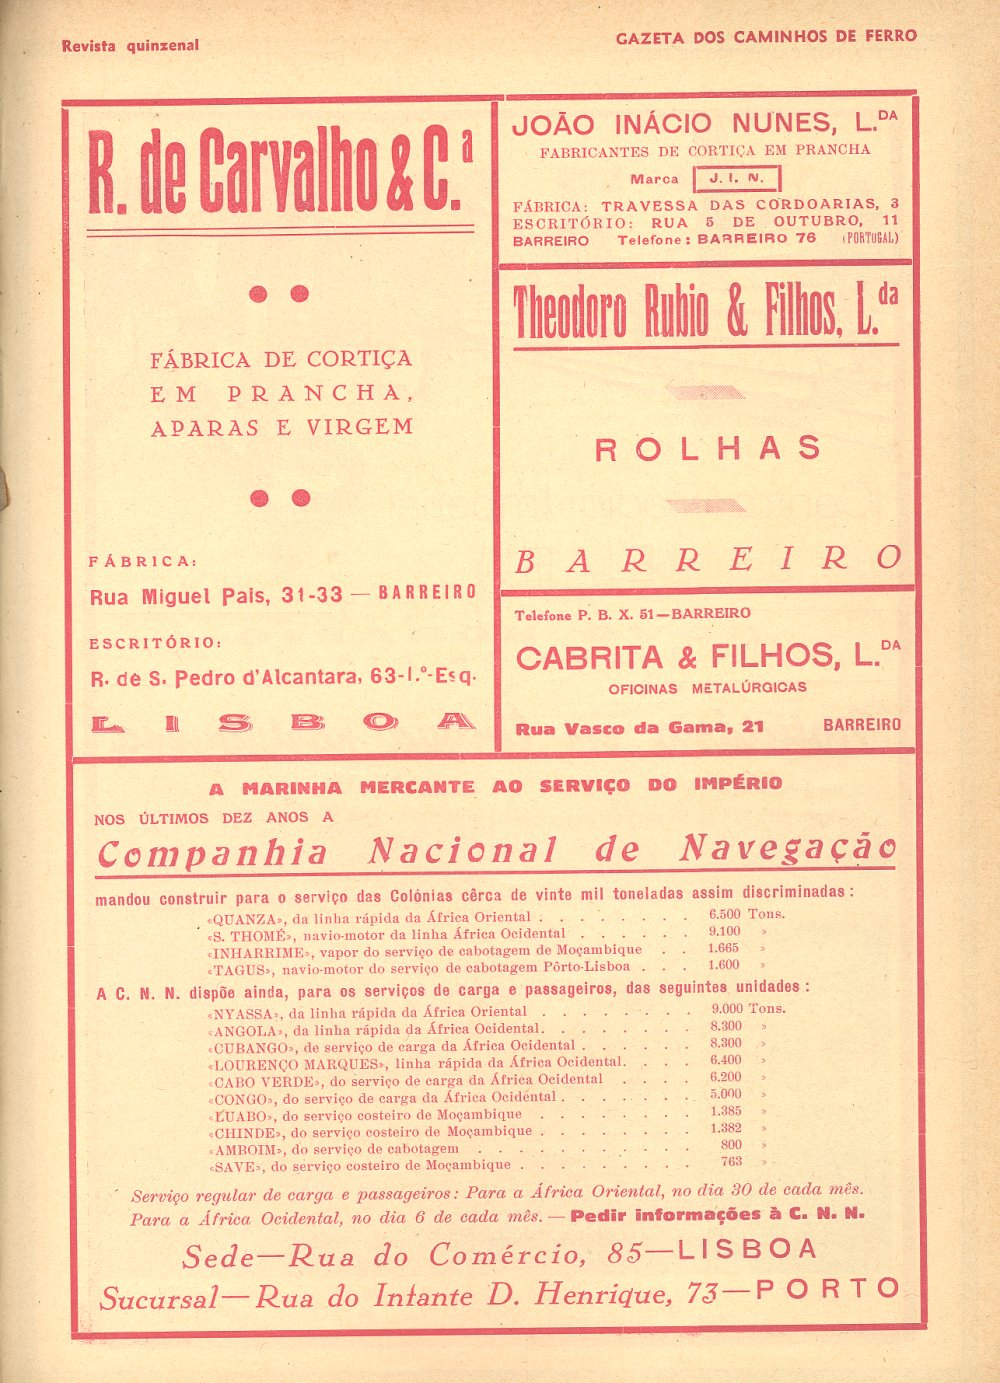 Revista quinzenal
GAZETA DOS CAMINHOS DE FERRO
R. de Carvalho & C.ª
FÁBRICA DE CORTIÇA
EM PRANCHA,
APARAS E VIRGEM
FÁBRICA:
Rua Miguel Pais, 31-33 — BARREIRO
ESCRITÓRIO:
R. de S. Pedro d'Alcantara, 63-1.º-Esq.
LISBOA
JOÃO INÁCIO NUNES, L.DA
FABRICANTES DE CORTIÇA EM PRANCHA
Marca J. I. N.
FÁBRICA: TRAVESSA DAS CORDOARIAS, 3
ESCRITÓRIO: RUA 5 DE OUTUBRO, 11
BARREIRO Telefone: BARREIRO 76 (PORTUGAL)
Theodoro Rubio & Filhos, L.da
ROLHAS
BARREIRO
Telefone P. B. X. 51—BARREIRO
CABRITA & FILHOS, L.DA
OFICINAS METALÚRGICAS
Rua Vasco da Gama, 21 BARREIRO
A MARINHA MERCANTE AO SERVIÇO DO IMPÉRIO
NOS ÚLTIMOS DEZ ANOS A
Companhia Nacional de Navegação
mandou construir para o serviço das Colónias cêrca de vinte mil toneladas assim discriminadas:
«QUANZA», da linha rápida da África Oriental . . . . . . . . 6.500 Tons.
«S. THOMÉ», navio-motor da linha África Ocidental . . . . . . 9.100 »
«INHARRIME», vapor do serviço de cabotagem de Moçambique . . 1.665 »
«TAGUS», navio-motor do serviço de cabotagem Pôrto-Lisboa . . . 1.600 »
A C. N. N. dispõe ainda, para os serviços de carga e passageiros, das seguintes unidades:
«NYASSA», da linha rápida da África Oriental . . . . . . . . 9.000 Tons.
«ANGOLA», da linha rápida da África Ocidental. . . . . . . . 8.300 »
«CUBANGO», de serviço de carga da África Ocidental . . . . . . 8.300 »
«LOURENÇO MARQUES», linha rápida da África Ocidental. . . . 6.400 »
«CABO VERDE», do serviço de carga da África Ocidental . . . . 6.200 »
«CONGO», do serviço de carga da África Ocidental . . . . . . . 5.000 »
«LUABO», do serviço costeiro de Moçambique . . . . . . . . 1.385 »
«CHINDE», do serviço costeiro de Moçambique . . . . . . . . 1.382 »
«AMBOIM», do serviço de cabotagem . . . . . . . . . . . 800 »
«SAVE», do serviço costeiro de Moçambique . . . . . . . . . 763 »
Serviço regular de carga e passageiros: Para a África Oriental, no dia 30 de cada mês.
Para a África Ocidental, no dia 6 de cada mês. — Pedir informações à C. N. N.
Sede—Rua do Comércio, 85—LISBOA
Sucursal—Rua do Infante D. Henrique, 73—PORTO